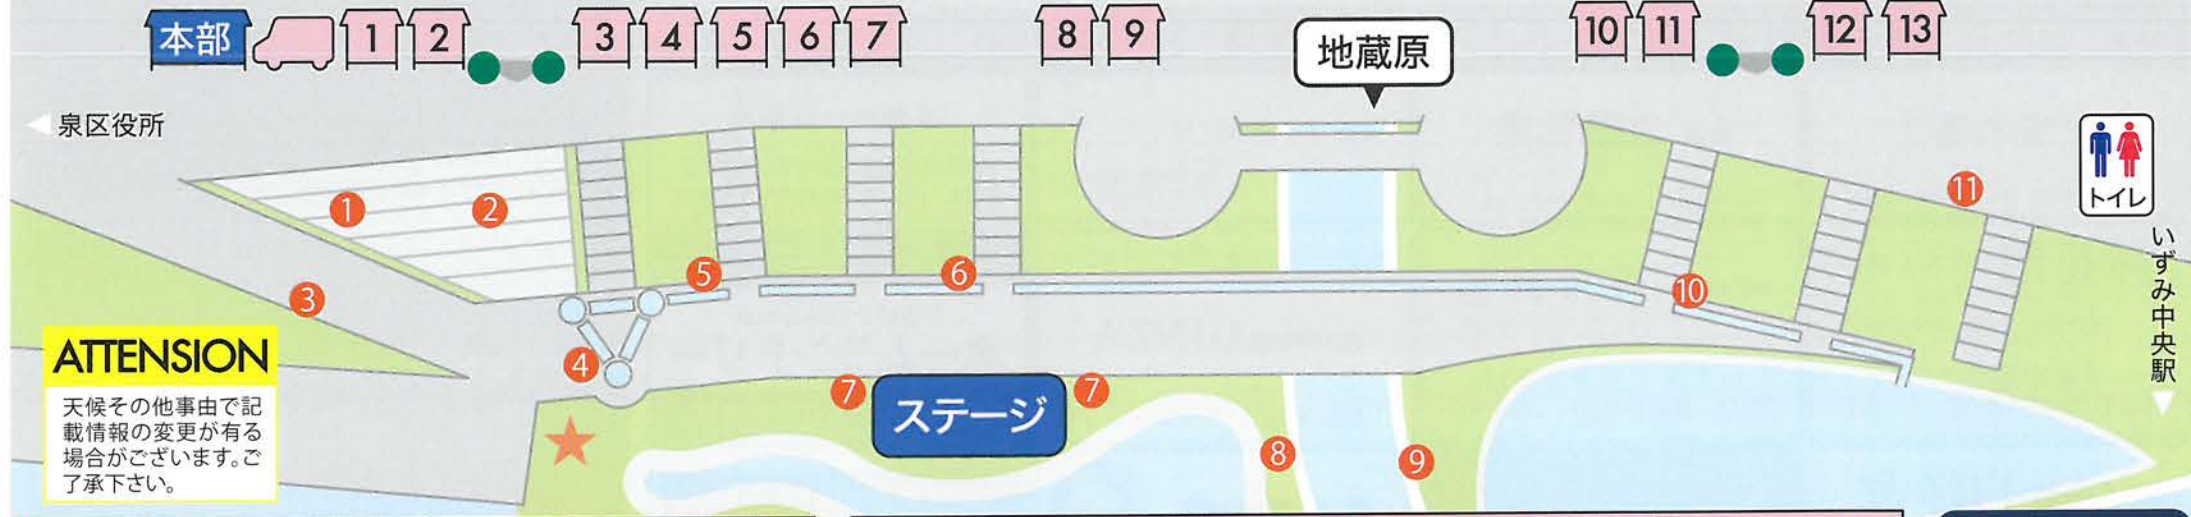 本部
1
2
3
4
5
6
7
8
9
地蔵原
10
11
12
13
泉区役所
トイレ
いずみ中央駅
1
2
3
4
5
6
7
ステージ
7
8
9
10
11
ATTENSION
天候その他事由で記
載情報の変更が有る
場合がございます。ご
了承下さい。